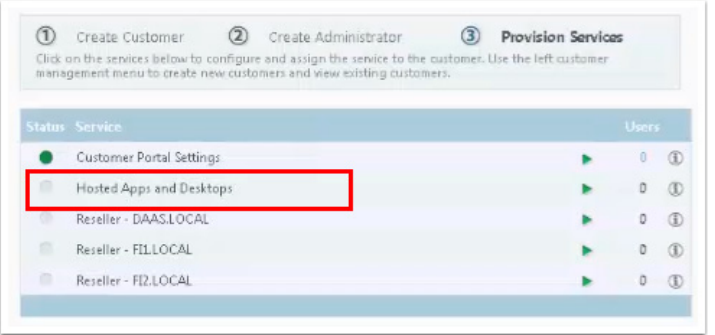 1 Create Customer 2 Create Administrator 3 Provision Services
Click on the services below to configure and assign the service to the customer. Use the left customer
management menu to create new customers and view existing customers.
Status Service Users
Customer Portal Settings 0
Hosted Apps and Desktops 0
Reseller - DAAS.LOCAL 0
Reseller - FI1.LOCAL 0
Reseller - FI2.LOCAL 0